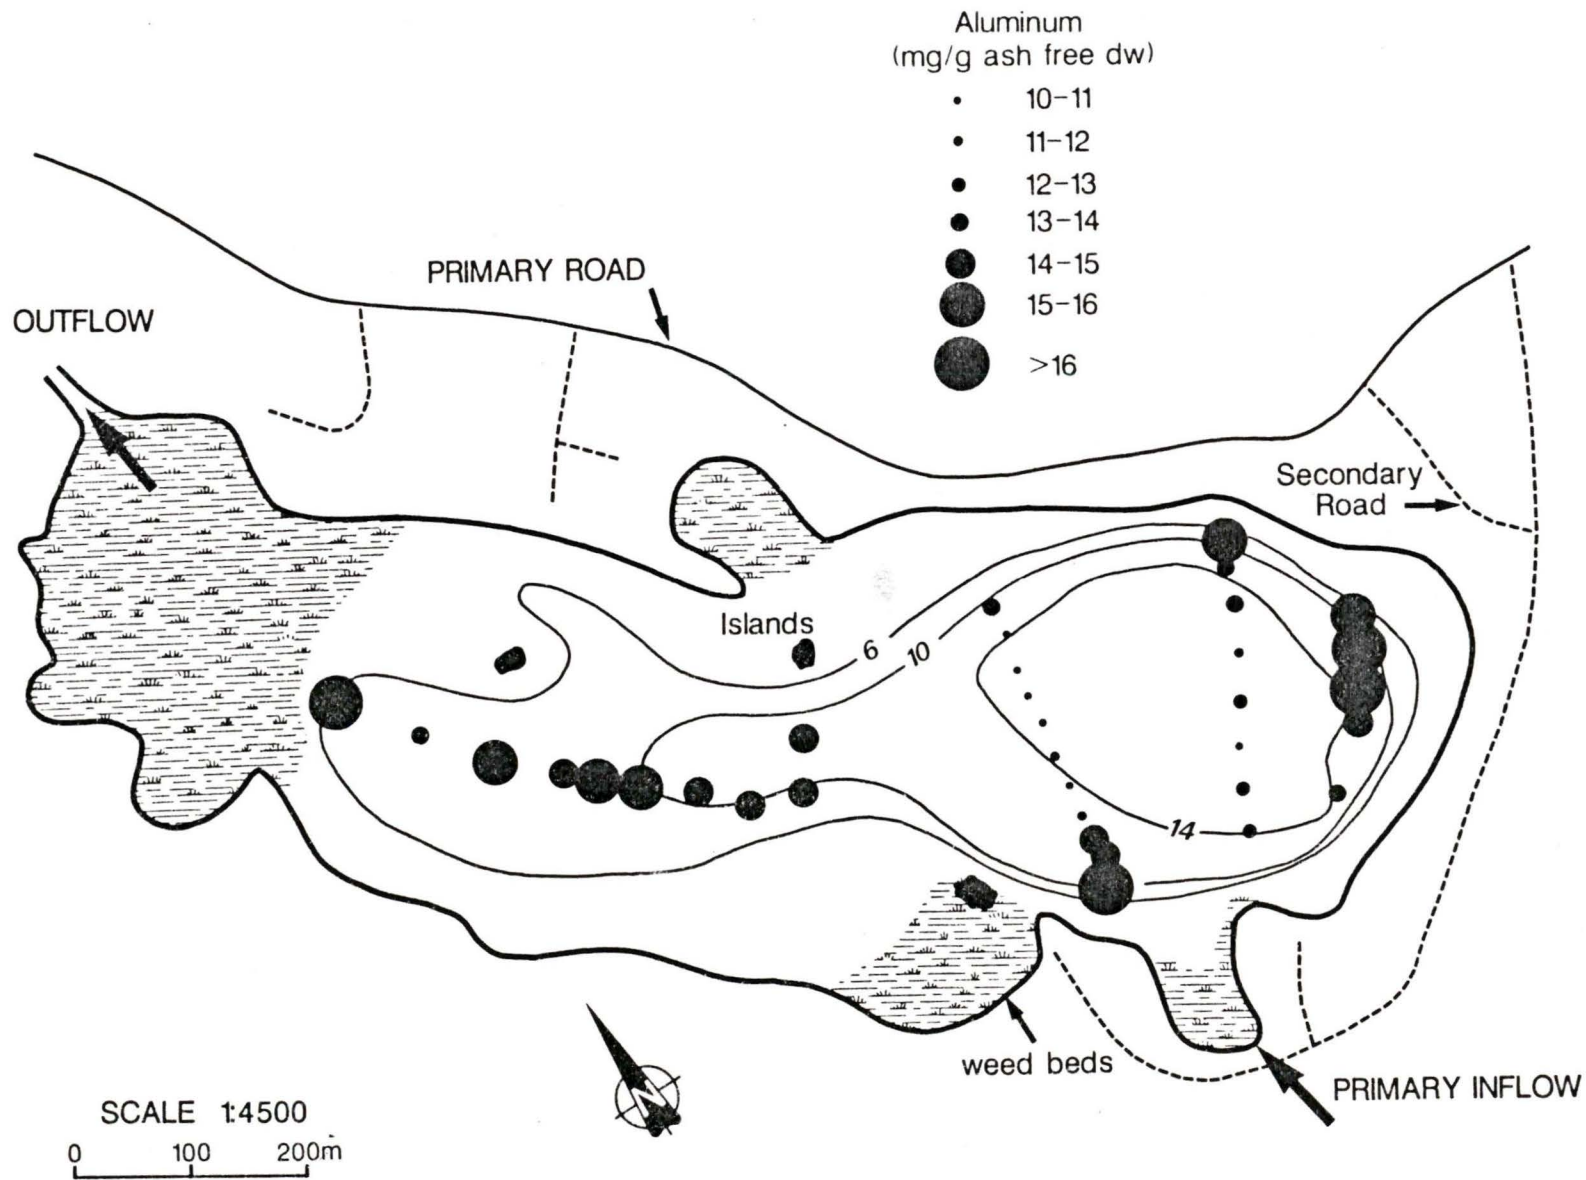 Aluminum
(mg/g ash free dw)
10-11
11-12
12-13
13-14
14-15
15-16
>16
PRIMARY ROAD
OUTFLOW
Secondary
Road
Islands
6
10
14
weed beds
PRIMARY INFLOW
N
SCALE 1:4500
0 100 200m